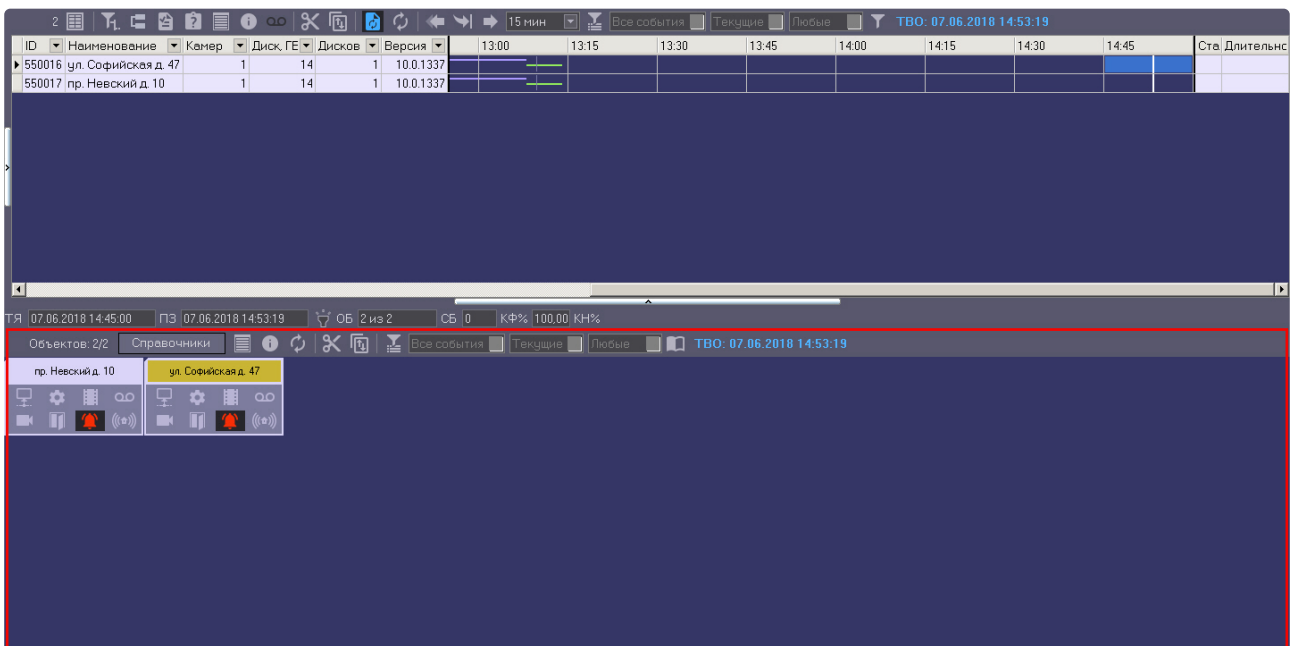 2 15 мин Все события Текущие Любые ТВО: 07.06.2018 14:53:19
ID Наименование Камер Диск, ГЕ Дисков Версия 13:00 13:15 13:30 13:45 14:00 14:15 14:30 14:45 Ста Длительнс
550016 ул. Софийская д. 47 1 14 1 10.0.1337
550017 пр. Невский д. 10 1 14 1 10.0.1337
ТЯ 07.06.2018 14:45:00 ПЗ 07.06.2018 14:53:19 ОБ 2 из 2 СБ 0 КФ% 100,00 КН%
Объектов: 2/2 Справочники Все события Текущие Любые ТВО: 07.06.2018 14:53:19
пр. Невский д. 10 ул. Софийская д. 47